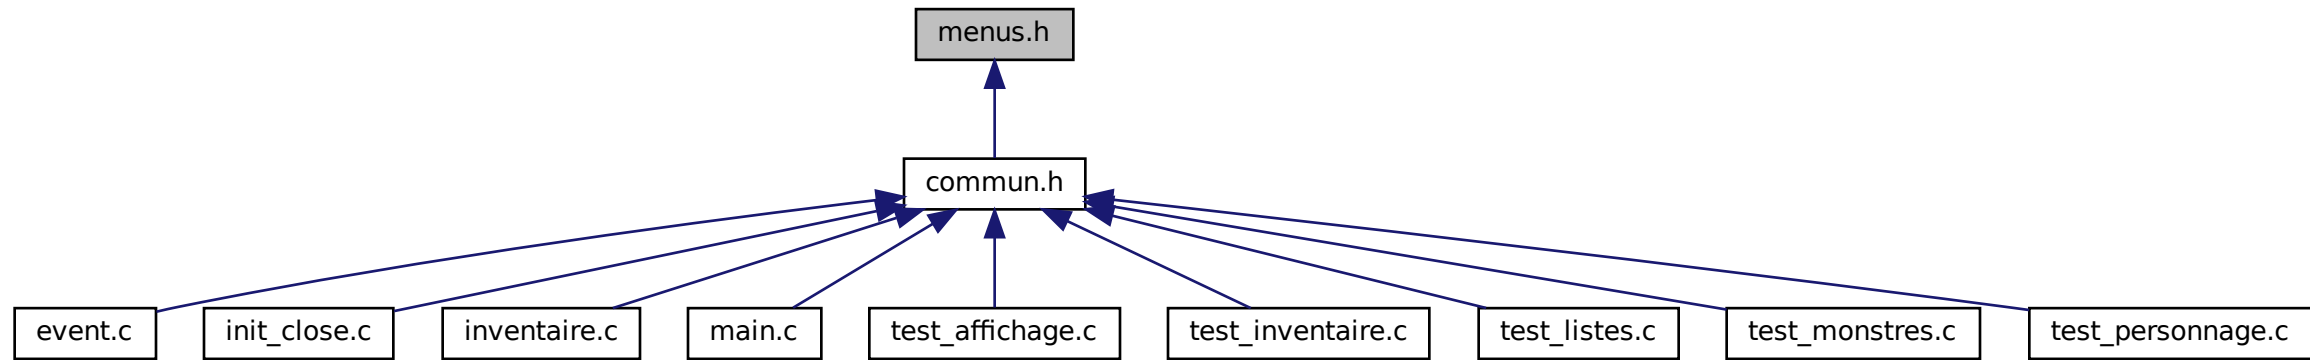 menus.h
commun.h
event.c
init_close.c
inventaire.c
main.c
test_affichage.c
test_inventaire.c
test_listes.c
test_monstres.c
test_personnage.c